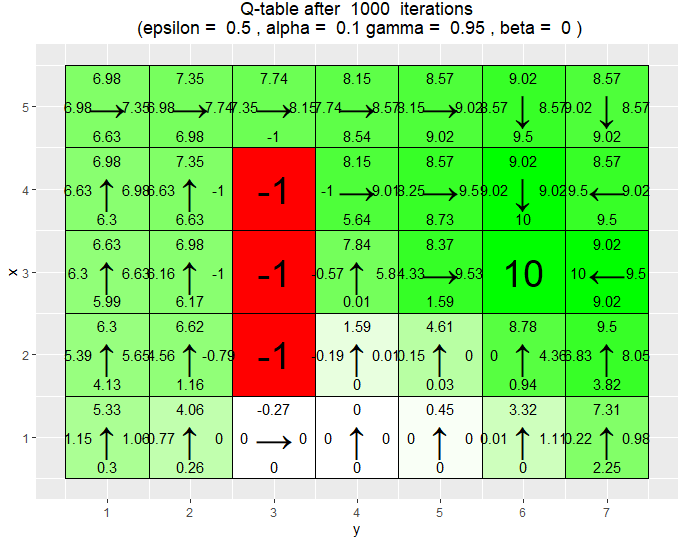 Q-table after 1000 iterations
(epsilon = 0.5 , alpha = 0.1 gamma = 0.95 , beta = 0 )
6.98 7.35 7.74 8.15 8.57 9.02 8.57
5 6.98 7.35 6.98 7.74 7.35 8.15 7.74 8.57 8.15 9.02 8.57 8.57 9.02 8.57
6.63 6.98 -1 8.54 9.02 9.5 9.02
6.98 7.35 8.15 8.57 9.02 8.57
4 6.63 6.98 6.63 -1 -1 -1 9.01 8.25 9.59 9.02 9.02 9.5 9.02
6.3 6.63 5.64 8.73 10 9.5
6.63 6.98 7.84 8.37 9.02
x 3 6.3 6.63 6.16 -1 -1 -0.57 5.8 4.33 9.53 10 10 9.5
5.99 6.17 0.01 1.59 9.02
6.3 6.62 1.59 4.61 8.78 9.5
2 5.39 5.65 4.56 -0.79 -1 -0.19 0.01 0.15 0 0 4.36 6.83 8.05
4.13 1.16 0 0.03 0.94 3.82
5.33 4.06 -0.27 0 0.45 3.32 7.31
1 1.15 1.06 0.77 0 0 0 0 0 0 0 0.01 1.11 0.22 0.98
0.3 0.26 0 0 0 0 2.25
1 2 3 4 5 6 7
y